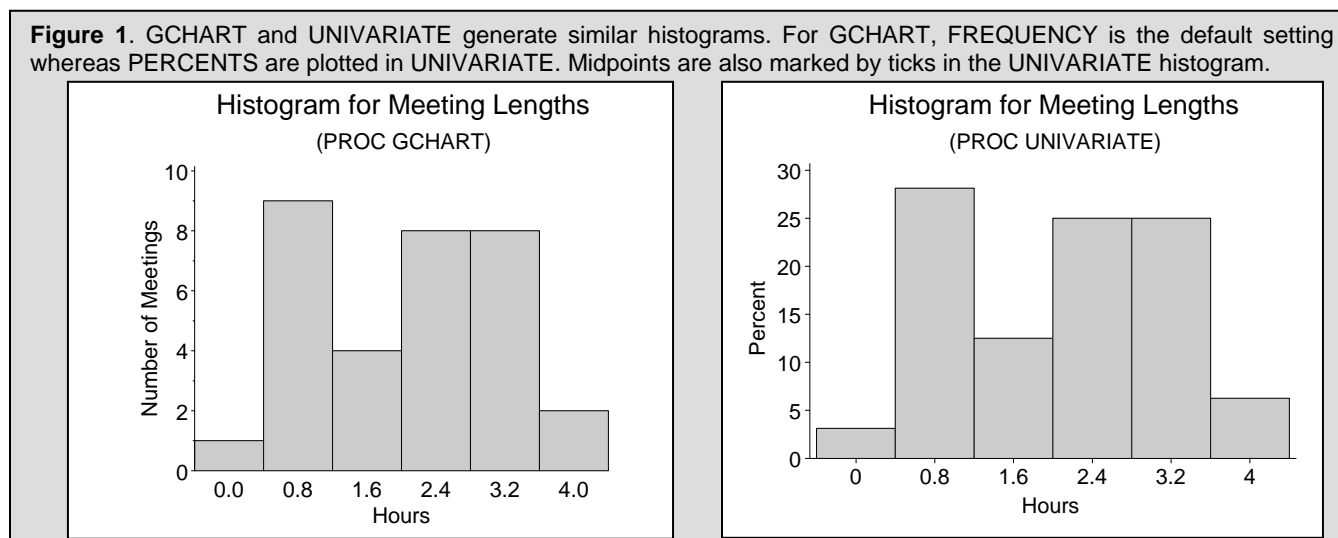 Figure 1. GCHART and UNIVARIATE generate similar histograms. For GCHART, FREQUENCY is the default setting
whereas PERCENTS are plotted in UNIVARIATE. Midpoints are also marked by ticks in the UNIVARIATE histogram.
Histogram for Meeting Lengths
(PROC GCHART)
Number of Meetings
10
8
6
4
2
0
0.0 0.8 1.6 2.4 3.2 4.0
Hours
Histogram for Meeting Lengths
(PROC UNIVARIATE)
Percent
30
25
20
15
10
5
0
0 0.8 1.6 2.4 3.2 4
Hours